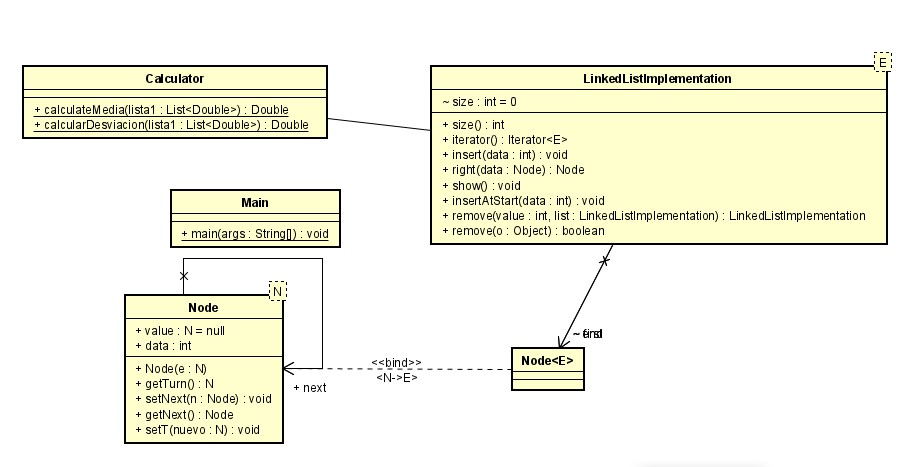 E
Calculator
+ calculateMedia(lista1 : List<Double>) : Double
+ calcularDesviacion(lista1 : List<Double>) : Double
LinkedListImplementation
~ size : int = 0
+ size() : int
+ iterator() : Iterator<E>
+ insert(data : int) : void
+ right(data : Node) : Node
+ show() : void
+ insertAtStart(data : int) : void
+ remove(value : int, list : LinkedListImplementation) : LinkedListImplementation
+ remove(o : Object) : boolean
Main
+ main(args : String[]) : void
N
Node
+ value : N = null
+ data : int
+ Node(e : N)
+ getTurn() : N
+ setNext(n : Node) : void
+ getNext() : Node
+ setT(nuevo : N) : void
+ next
<<bind>>
<N->E>
Node<E>